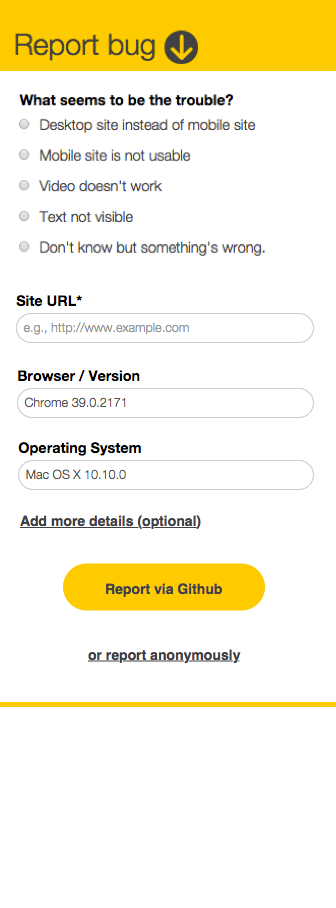 Report bug
What seems to be the trouble?
Desktop site instead of mobile site
Mobile site is not usable
Video doesn't work
Text not visible
Don't know but something's wrong.
Site URL*
e.g., http://www.example.com
Browser / Version
Chrome 39.0.2171
Operating System
Mac OS X 10.10.0
Add more details (optional)
Report via Github
or report anonymously